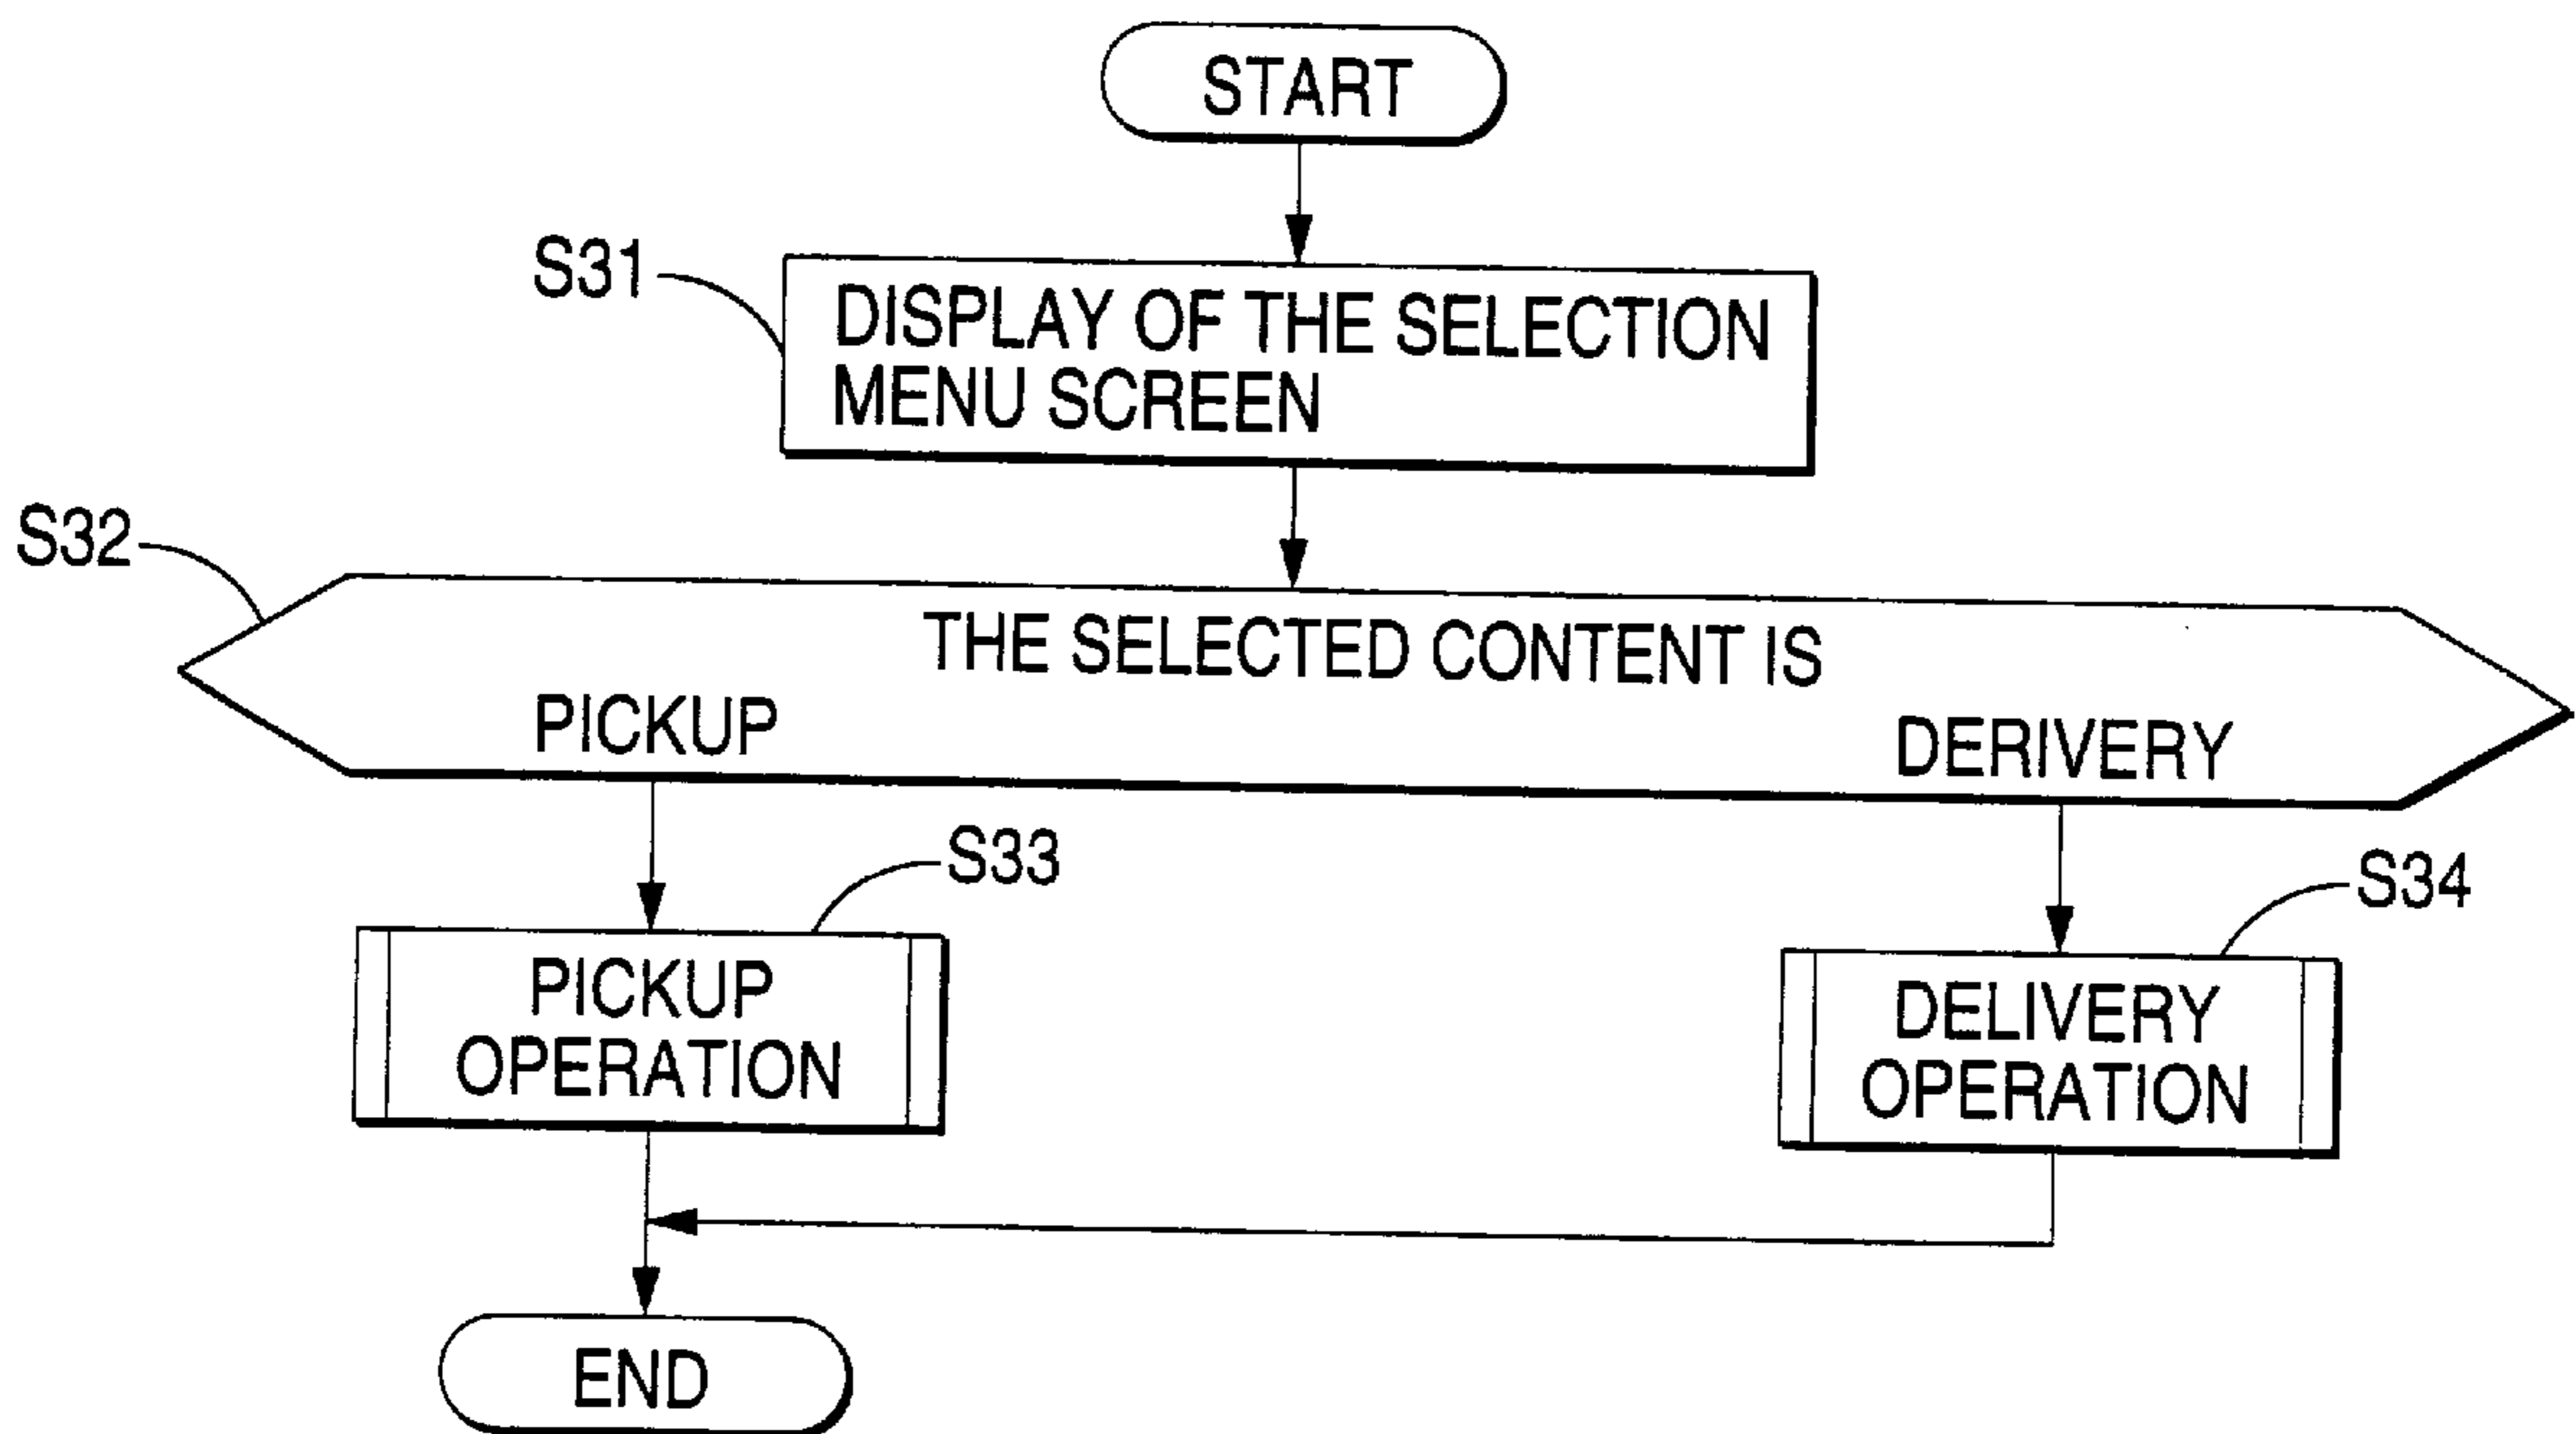 START
S31
DISPLAY OF THE SELECTION
MENU SCREEN
S32
THE SELECTED CONTENT IS
PICKUP
DERIVERY
S33
S34
PICKUP
OPERATION
DELIVERY
OPERATION
END